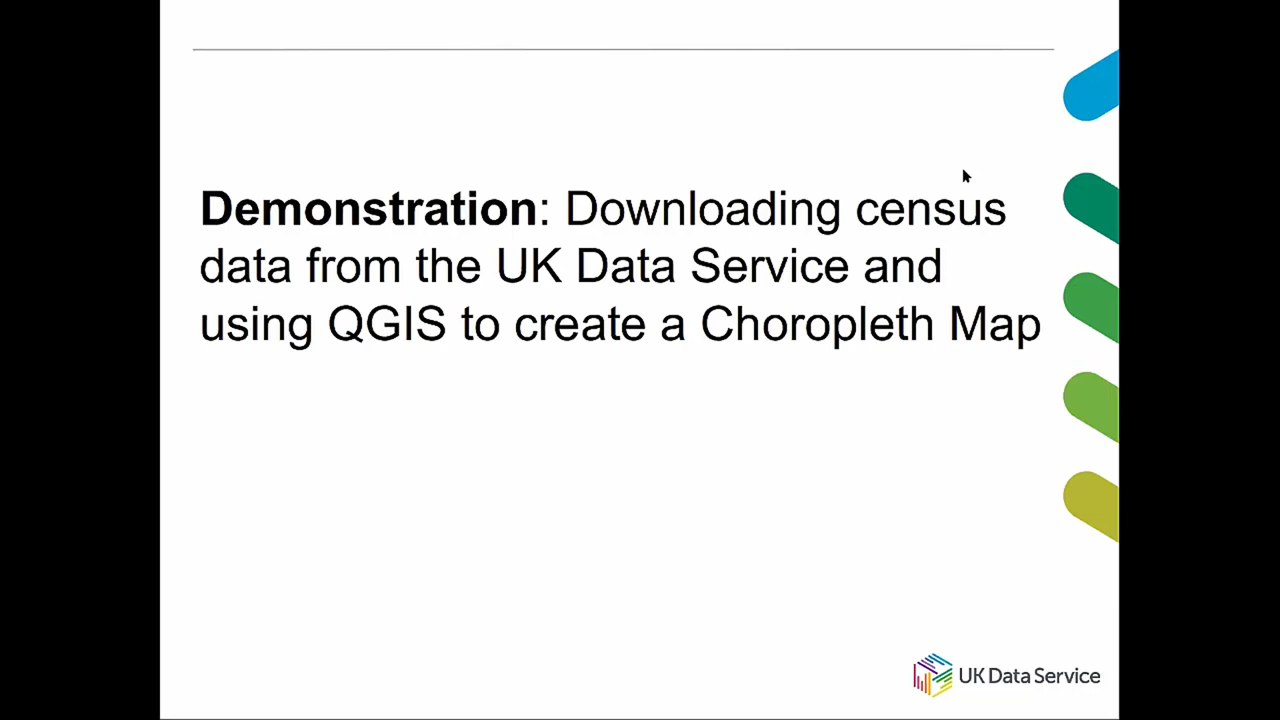 Demonstration: Downloading census
data from the UK Data Service and
using QGIS to create a Choropleth Map
UK Data Service